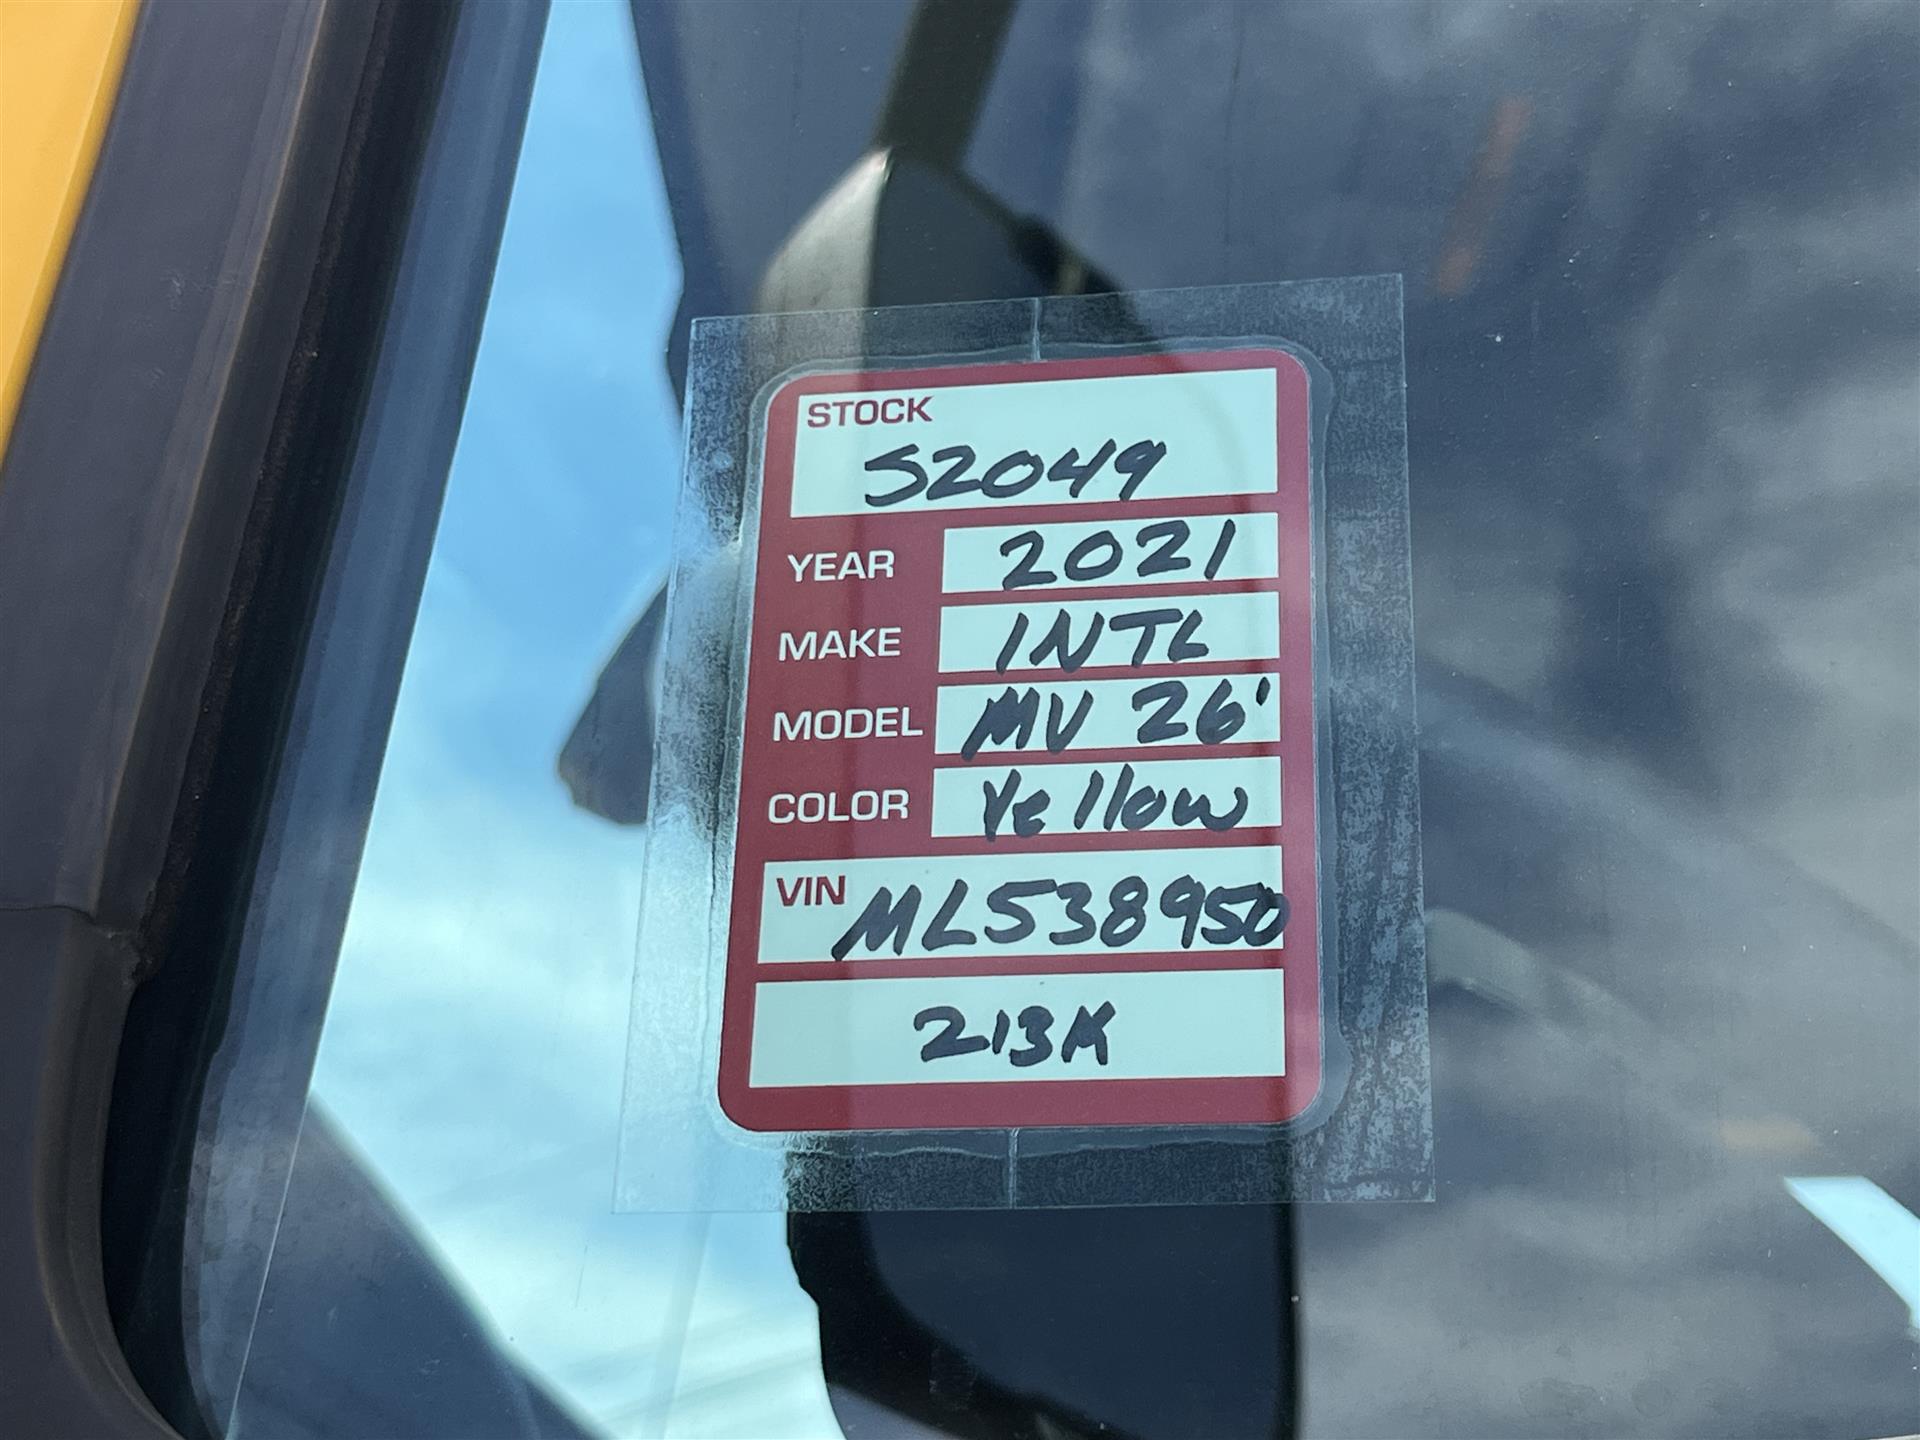 STOCK
S2049
YEAR 2021
MAKE INTL
MODEL MV 26'
COLOR Yellow
VIN ML538950
213K